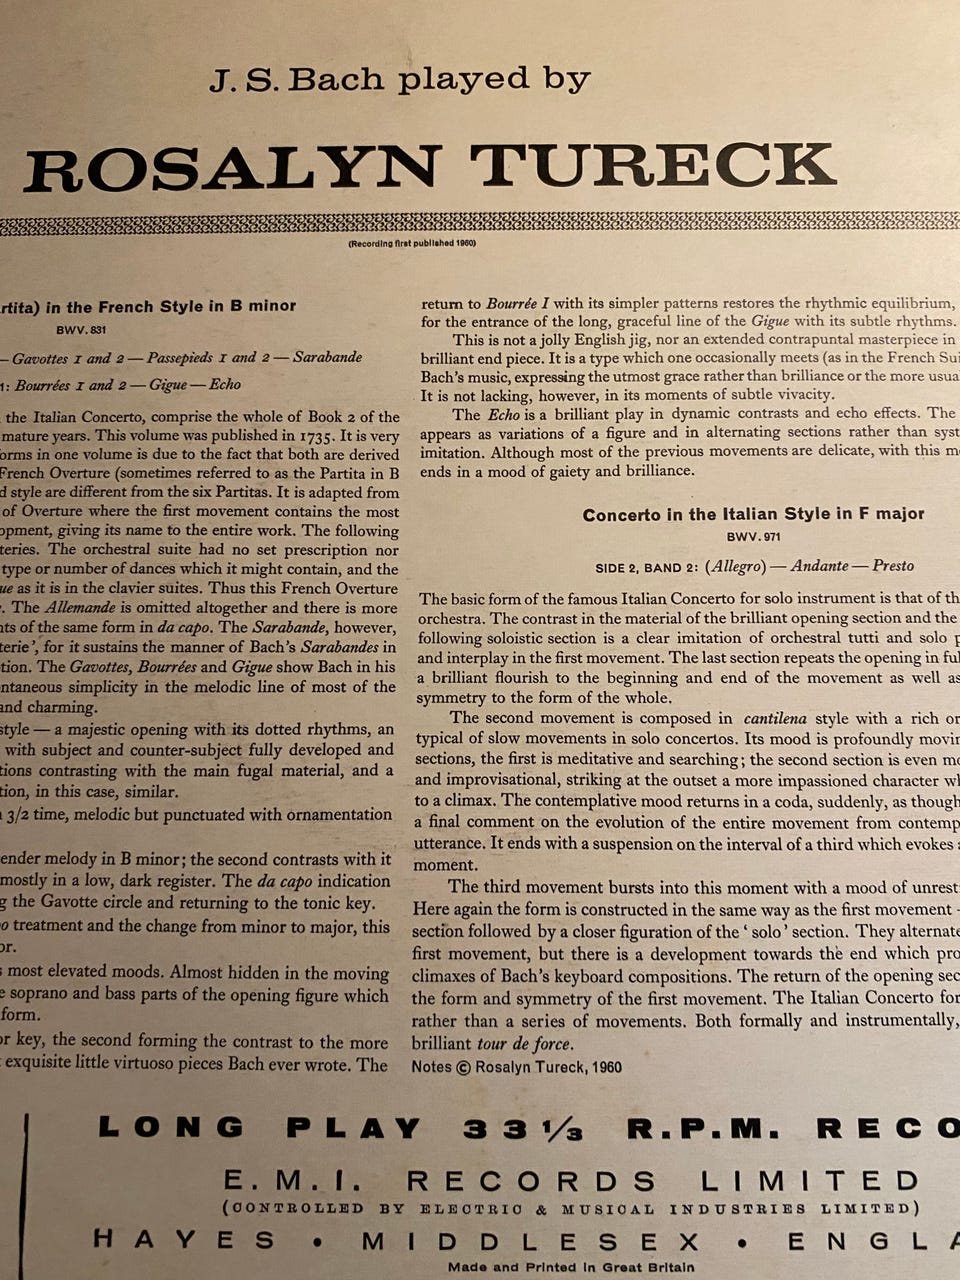 J. S. Bach played by
ROSALYN TURECK
(Recording first published 1960)
rtita) in the French Style in B minor
BWV. 831
— Gavottes 1 and 2 — Passepieds 1 and 2 — Sarabande
1: Bourrées 1 and 2 — Gigue — Echo
the Italian Concerto, comprise the whole of Book 2 of the
mature years. This volume was published in 1735. It is very
orms in one volume is due to the fact that both are derived
French Overture (sometimes referred to as the Partita in B
d style are different from the six Partitas. It is adapted from
of Overture where the first movement contains the most
opment, giving its name to the entire work. The following
teries. The orchestral suite had no set prescription nor
type or number of dances which it might contain, and the
ue as it is in the clavier suites. Thus this French Overture
. The Allemande is omitted altogether and there is more
nts of the same form in da capo. The Sarabande, however,
terie', for it sustains the manner of Bach's Sarabandes in
tion. The Gavottes, Bourrées and Gigue show Bach in his
ntaneous simplicity in the melodic line of most of the
and charming.
style — a majestic opening with its dotted rhythms, an
with subject and counter-subject fully developed and
tions contrasting with the main fugal material, and a
tion, in this case, similar.
3/2 time, melodic but punctuated with ornamentation
ender melody in B minor; the second contrasts with it
mostly in a low, dark register. The da capo indication
g the Gavotte circle and returning to the tonic key.
o treatment and the change from minor to major, this
or.
s most elevated moods. Almost hidden in the moving
e soprano and bass parts of the opening figure which
form.
or key, the second forming the contrast to the more
t exquisite little virtuoso pieces Bach ever wrote. The
return to Bourrée I with its simpler patterns restores the rhythmic equilibrium,
for the entrance of the long, graceful line of the Gigue with its subtle rhythms.
This is not a jolly English jig, nor an extended contrapuntal masterpiece in
brilliant end piece. It is a type which one occasionally meets (as in the French Sui
Bach's music, expressing the utmost grace rather than brilliance or the more usua
It is not lacking, however, in its moments of subtle vivacity.
The Echo is a brilliant play in dynamic contrasts and echo effects. The
appears as variations of a figure and in alternating sections rather than syst
imitation. Although most of the previous movements are delicate, with this m
ends in a mood of gaiety and brilliance.
Concerto in the Italian Style in F major
BWV. 971
SIDE 2, BAND 2: (Allegro) — Andante — Presto
The basic form of the famous Italian Concerto for solo instrument is that of th
orchestra. The contrast in the material of the brilliant opening section and the
following soloistic section is a clear imitation of orchestral tutti and solo p
and interplay in the first movement. The last section repeats the opening in ful
a brilliant flourish to the beginning and end of the movement as well as
symmetry to the form of the whole.
The second movement is composed in cantilena style with a rich or
typical of slow movements in solo concertos. Its mood is profoundly movin
sections, the first is meditative and searching; the second section is even mo
and improvisational, striking at the outset a more impassioned character wh
to a climax. The contemplative mood returns in a coda, suddenly, as though
a final comment on the evolution of the entire movement from contemp
utterance. It ends with a suspension on the interval of a third which evokes a
moment.
The third movement bursts into this moment with a mood of unrest
Here again the form is constructed in the same way as the first movement -
section followed by a closer figuration of the 'solo' section. They alternate
first movement, but there is a development towards the end which pro
climaxes of Bach's keyboard compositions. The return of the opening sec
the form and symmetry of the first movement. The Italian Concerto for
rather than a series of movements. Both formally and instrumentally,
brilliant tour de force.
Notes © Rosalyn Tureck, 1960
LONG PLAY 33⅓ R.P.M. RECO
E.M.I. RECORDS LIMITED
(CONTROLLED BY ELECTRIC & MUSICAL INDUSTRIES LIMITED)
HAYES • MIDDLESEX • ENGLA
Made and Printed in Great Britain